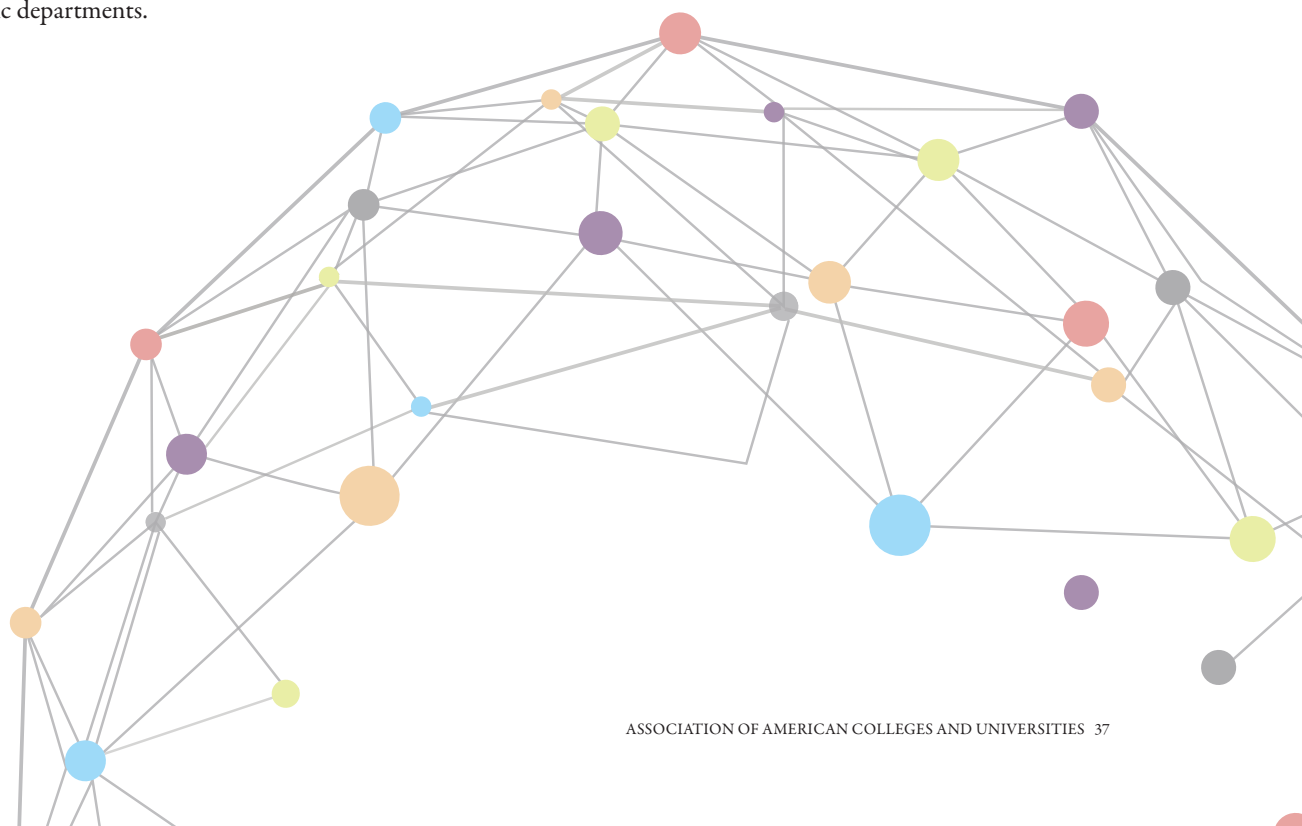 c departments.
ASSOCIATION OF AMERICAN COLLEGES AND UNIVERSITIES 37